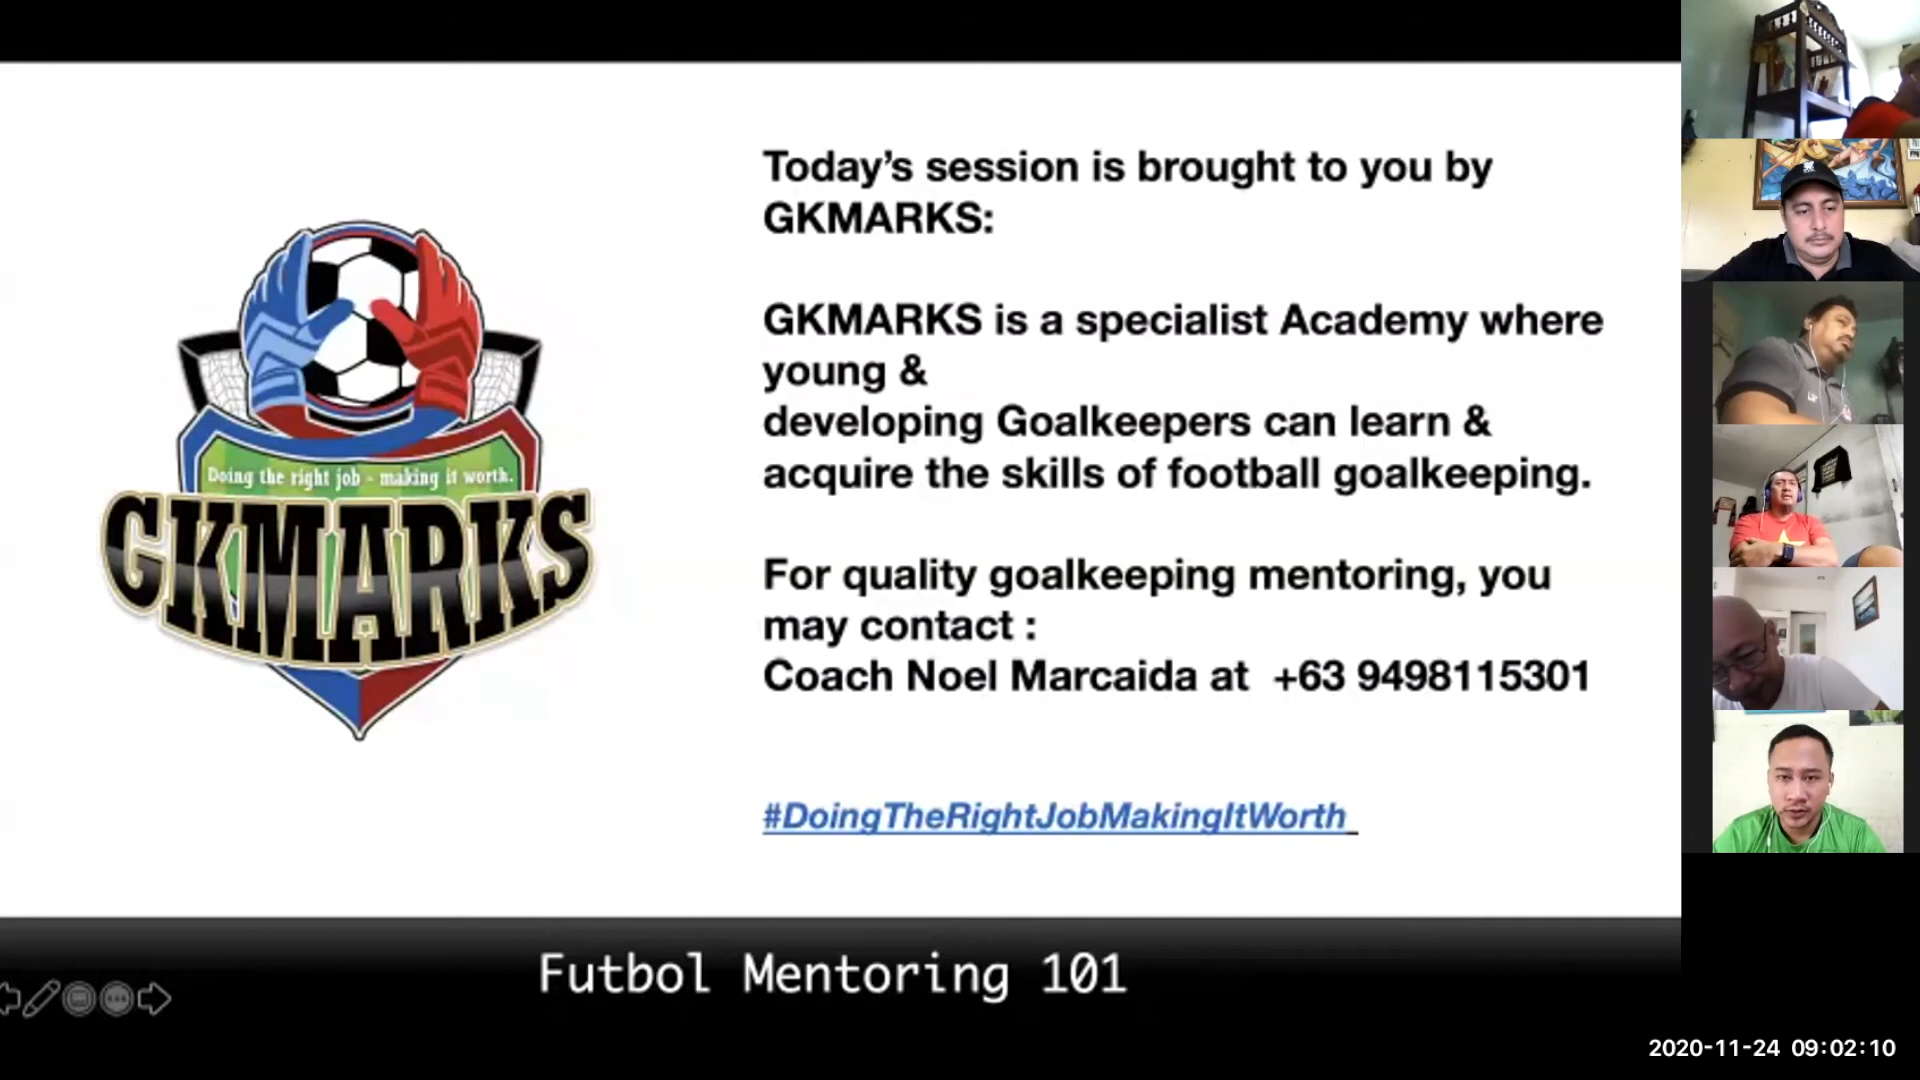 Today's session is brought to you by
GKMARKS:
GKMARKS is a specialist Academy where
young &
developing Goalkeepers can learn &
acquire the skills of football goalkeeping.
For quality goalkeeping mentoring, you
may contact :
Coach Noel Marcaida at +63 9498115301
#DoingTheRightJobMakingItWorth
Doing the right job - making it worth.
GKMARKS
Futbol Mentoring 101
2020-11-24 09:02:10